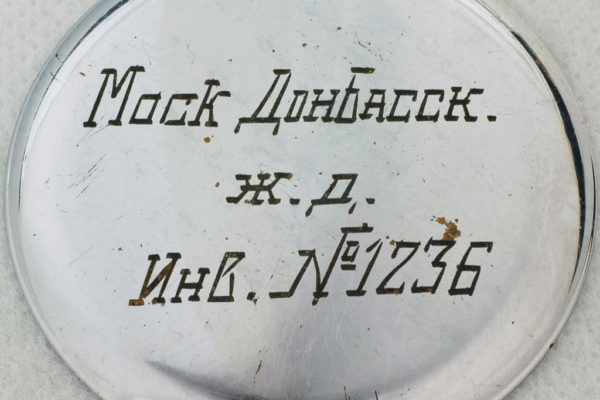 Моск Донбасск.
ж.д.
Инв. №1236